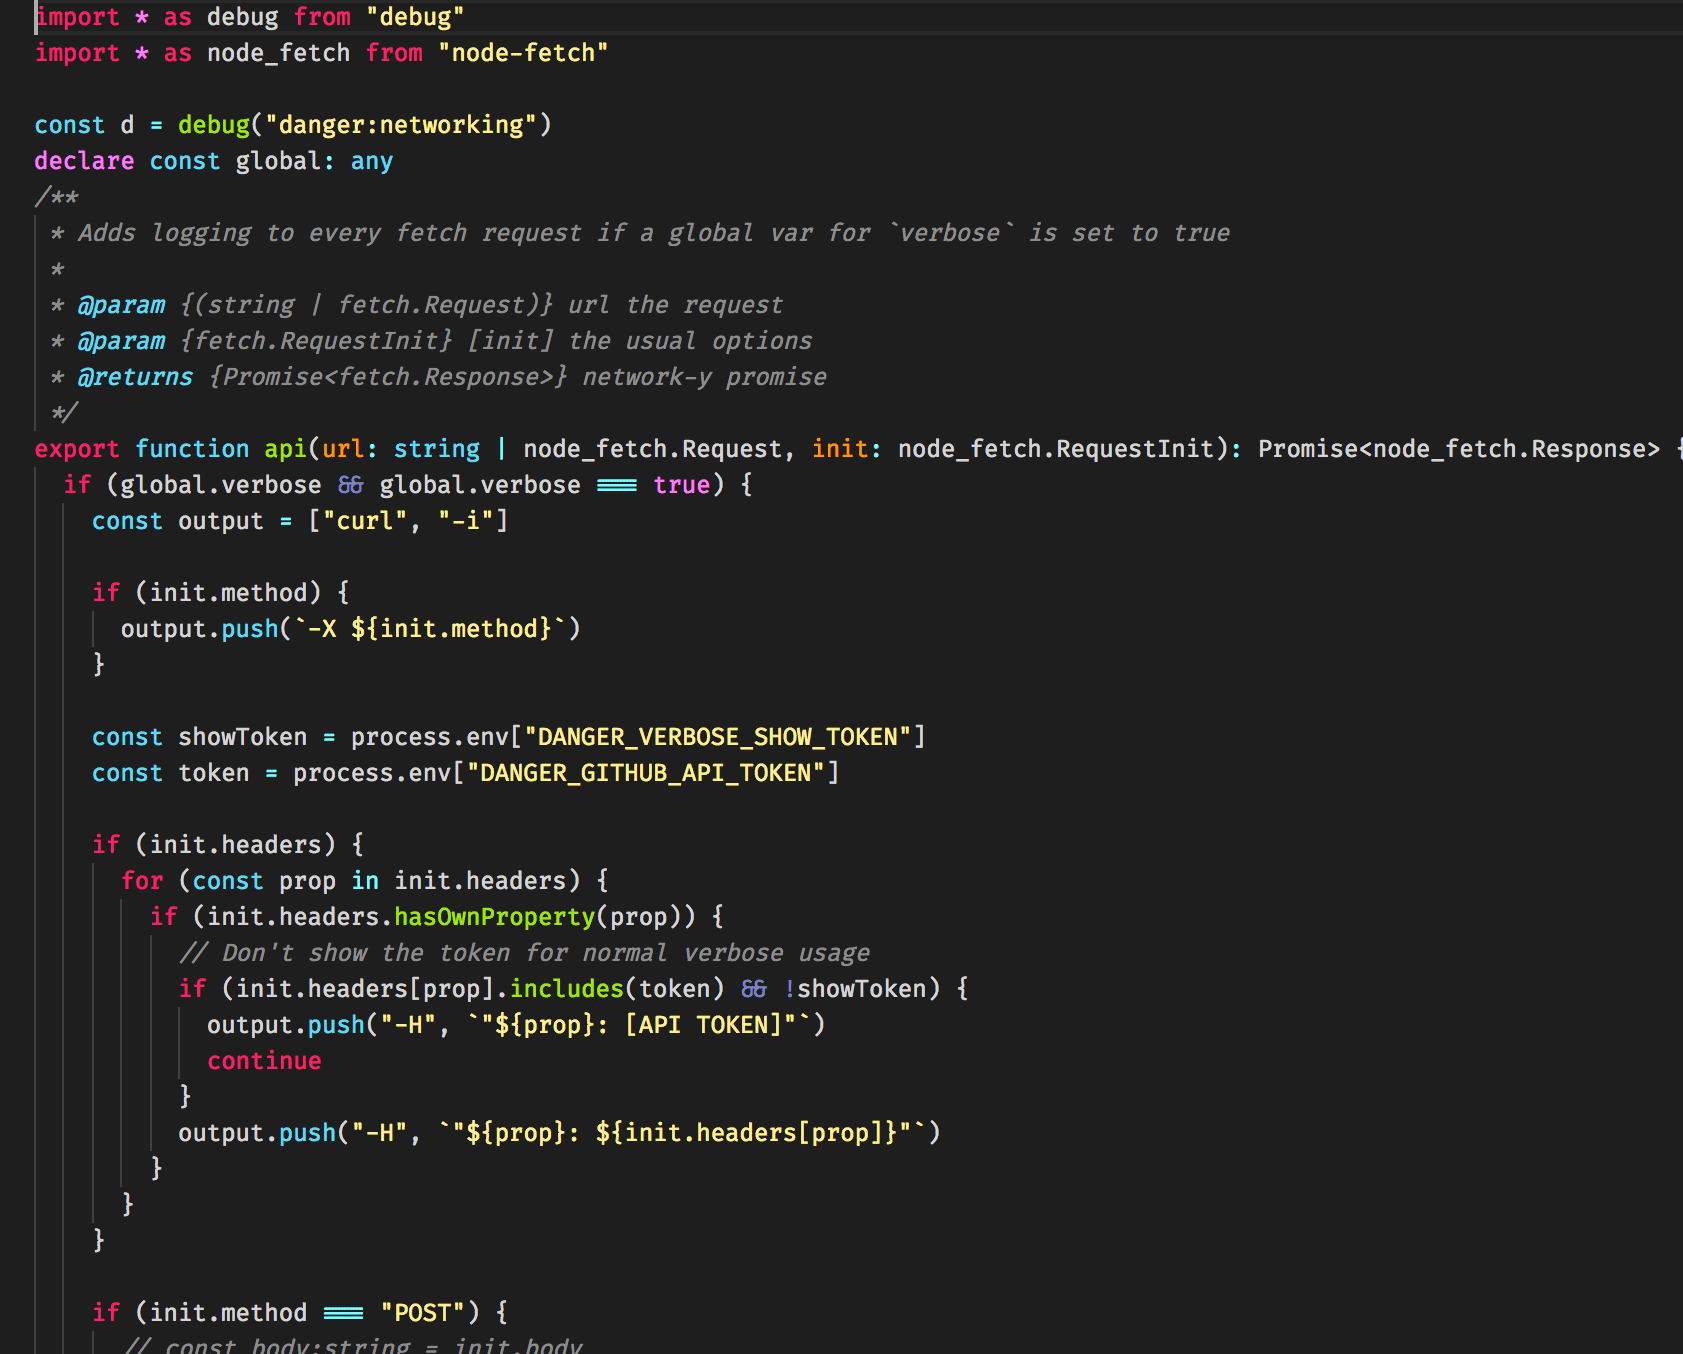 import * as debug from "debug"
import * as node_fetch from "node-fetch"

const d = debug("danger:networking")
declare const global: any
/**
 * Adds logging to every fetch request if a global var for `verbose` is set to true
 *
 * @param {(string | fetch.Request)} url the request
 * @param {fetch.RequestInit} [init] the usual options
 * @returns {Promise<fetch.Response>} network-y promise
 */
export function api(url: string | node_fetch.Request, init: node_fetch.RequestInit): Promise<node_fetch.Response> {
  if (global.verbose && global.verbose === true) {
    const output = ["curl", "-i"]

    if (init.method) {
      output.push(`-X ${init.method}`)
    }

    const showToken = process.env["DANGER_VERBOSE_SHOW_TOKEN"]
    const token = process.env["DANGER_GITHUB_API_TOKEN"]

    if (init.headers) {
      for (const prop in init.headers) {
        if (init.headers.hasOwnProperty(prop)) {
          // Don't show the token for normal verbose usage
          if (init.headers[prop].includes(token) && !showToken) {
            output.push("-H", `"${prop}: [API TOKEN]"`)
            continue
          }
          output.push("-H", `"${prop}: ${init.headers[prop]}"`)
        }
      }
    }

    if (init.method === "POST") {
      // const body:string = init.body